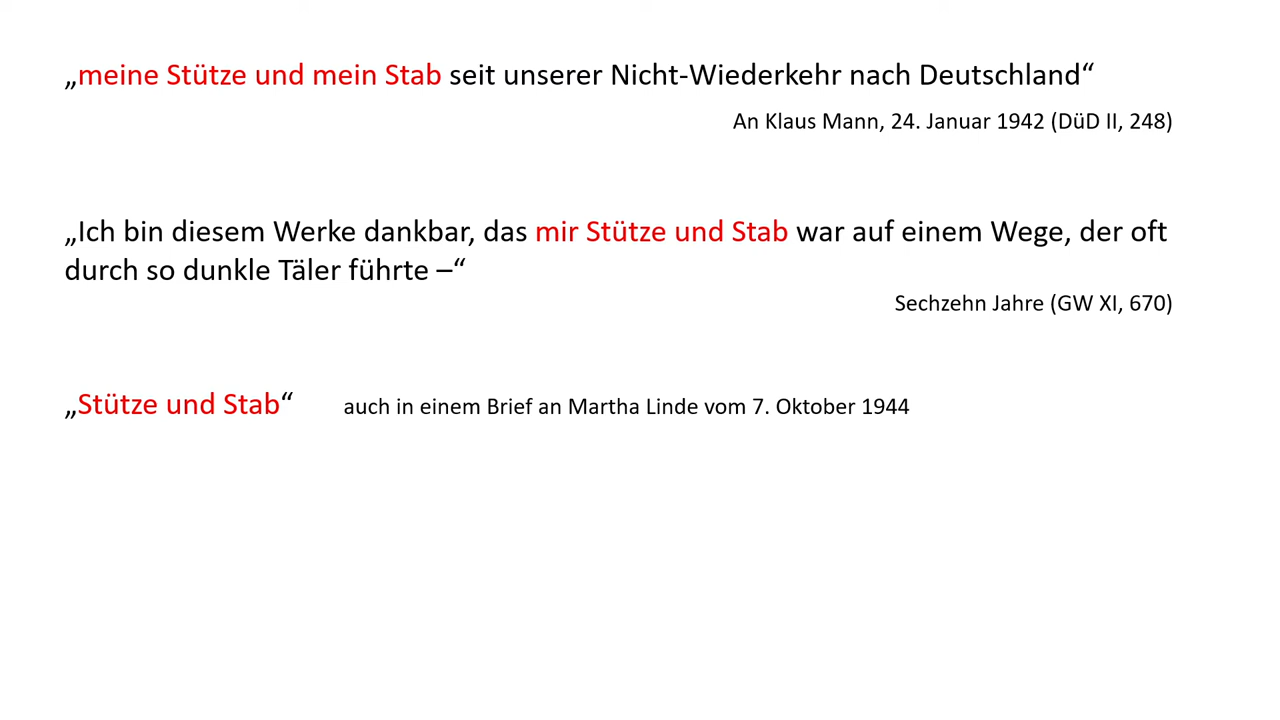 „meine Stütze und mein Stab seit unserer Nicht-Wiederkehr nach Deutschland“
An Klaus Mann, 24. Januar 1942 (DüD II, 248)
„Ich bin diesem Werke dankbar, das mir Stütze und Stab war auf einem Wege, der oft
durch so dunkle Täler führte –“
Sechzehn Jahre (GW XI, 670)
„Stütze und Stab“ auch in einem Brief an Martha Linde vom 7. Oktober 1944